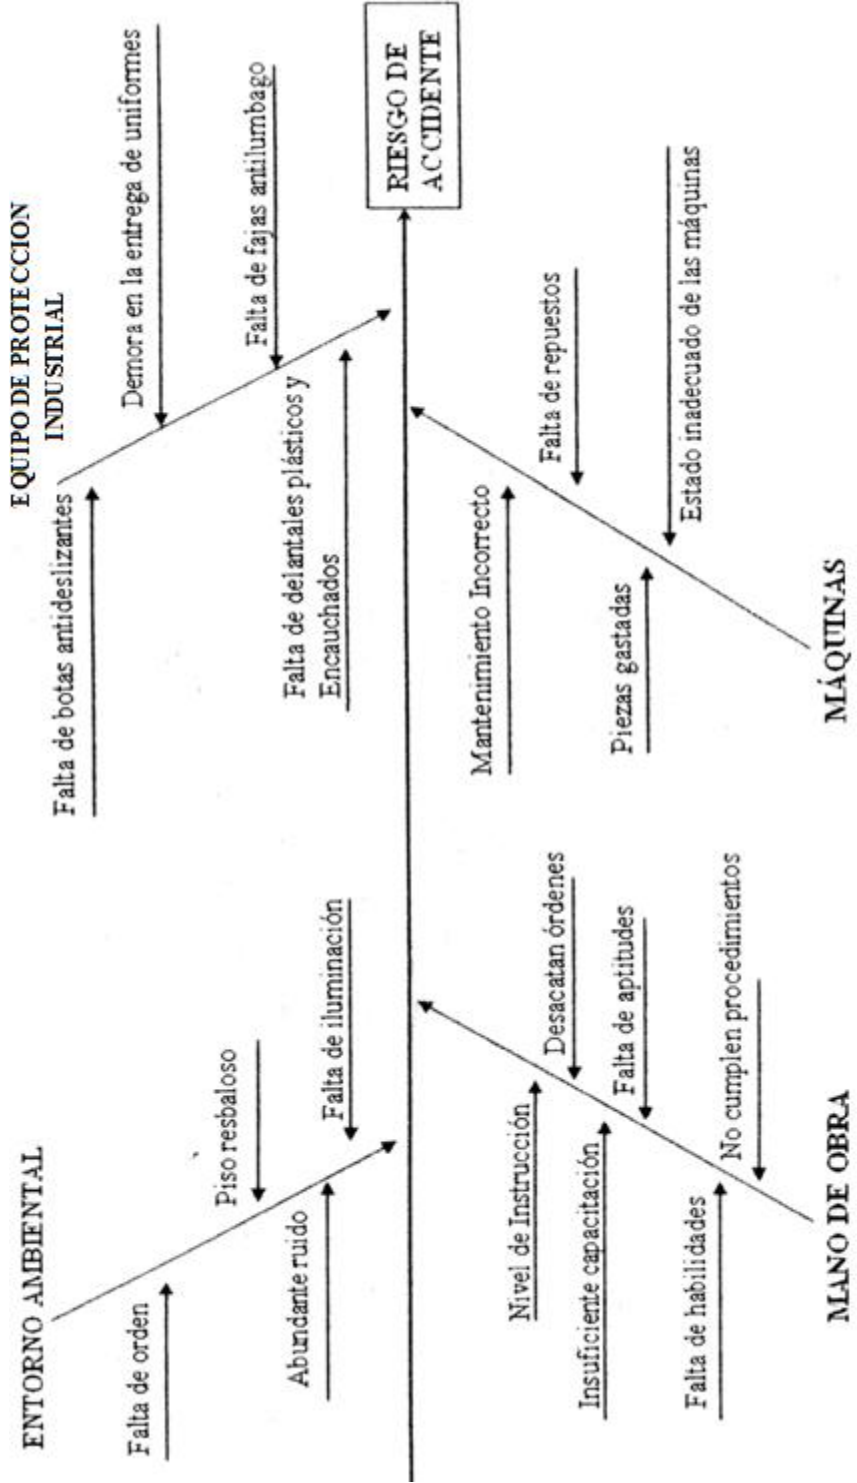 ENTORNO AMBIENTAL
Falta de orden
Piso resbaloso
Abundante ruido
Falta de iluminación
EQUIPO DE PROTECCION
INDUSTRIAL
Falta de botas antideslizantes
Demora en la entrega de uniformes
Falta de fajas antilumbago
Falta de delantales plásticos y
Encauchados
RIESGO DE
ACCIDENTE
Nivel de Instrucción
Desacatan órdenes
Insuficiente capacitación
Falta de aptitudes
Falta de habilidades
No cumplen procedimientos
MANO DE OBRA
Mantenimiento Incorrecto
Falta de repuestos
Piezas gastadas
Estado inadecuado de las máquinas
MÁQUINAS